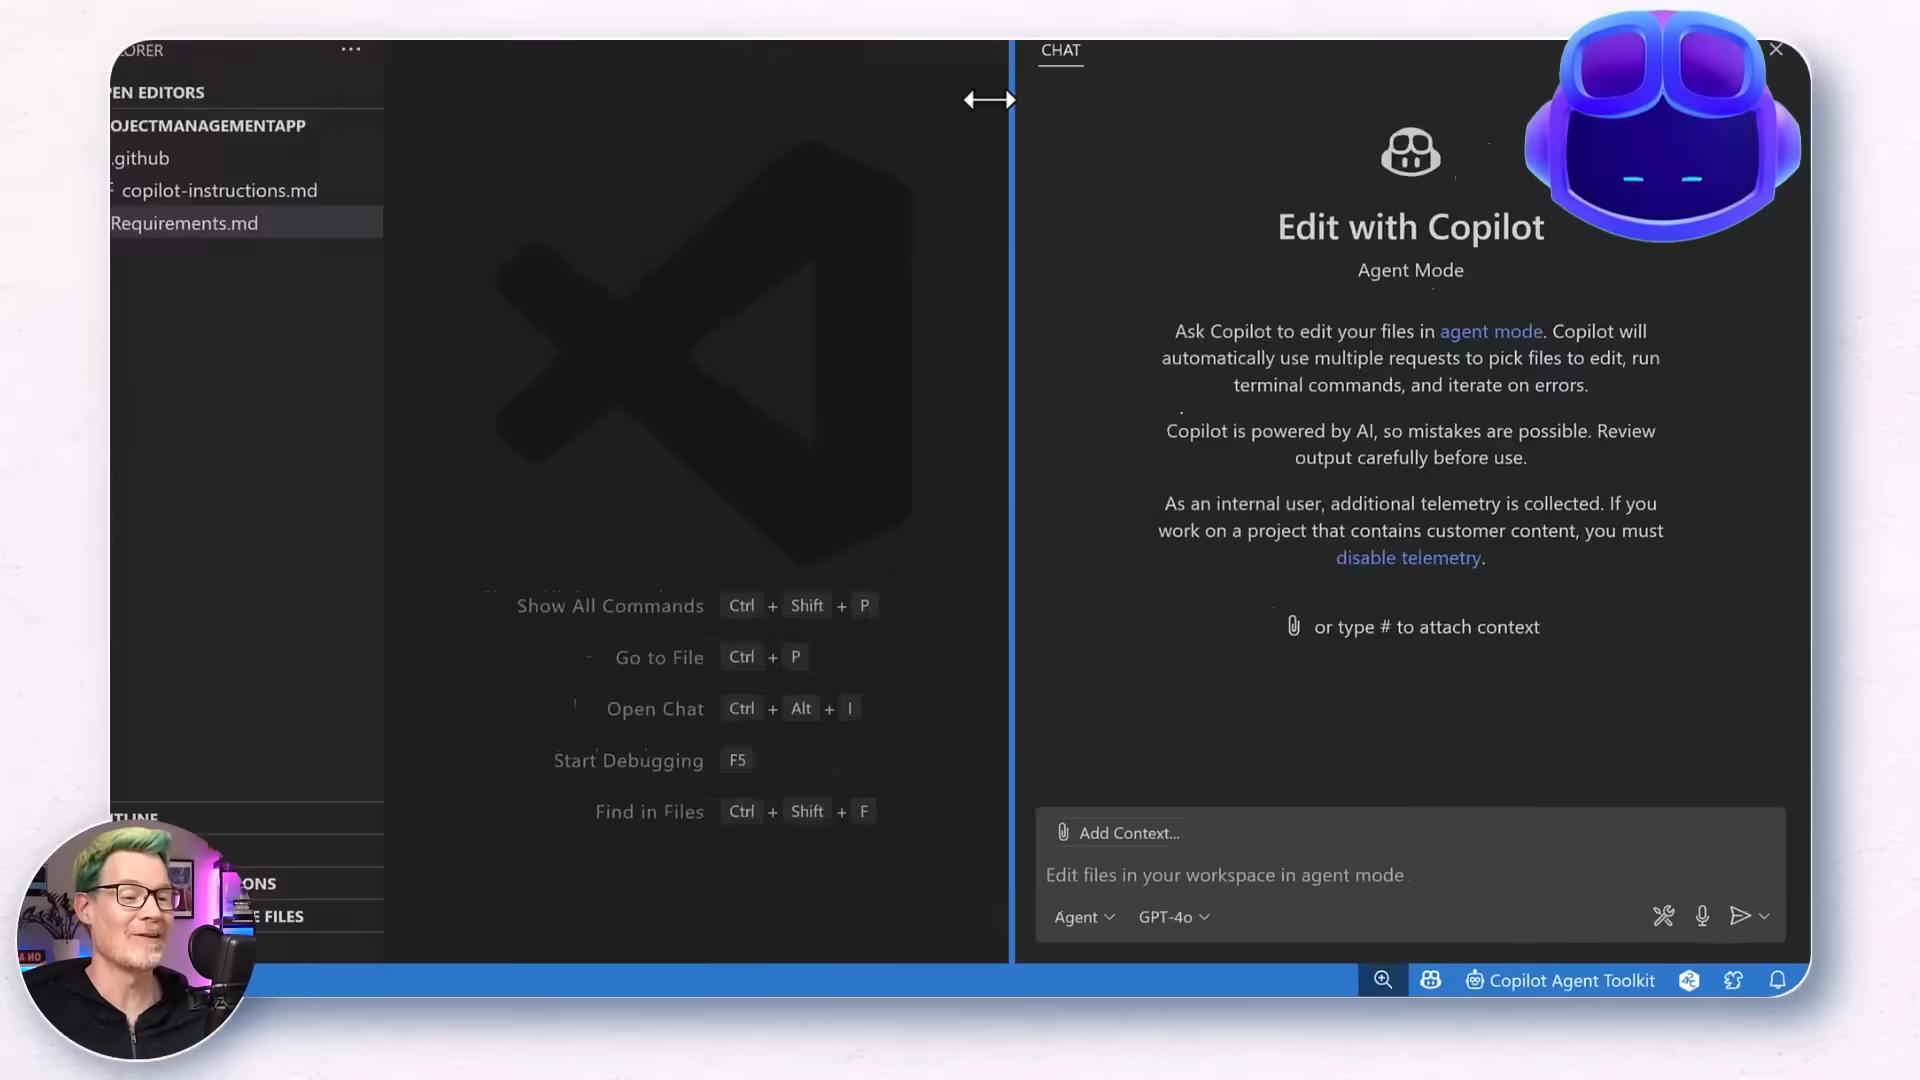 ORER
EN EDITORS
OJECTMANAGEMENTAPP
.github
copilot-instructions.md
Requirements.md
TLINE
ONS
E FILES
Show All Commands Ctrl + Shift + P
Go to File Ctrl + P
Open Chat Ctrl + Alt + I
Start Debugging F5
Find in Files Ctrl + Shift + F
CHAT
Edit with Copilot
Agent Mode
Ask Copilot to edit your files in agent mode. Copilot will
automatically use multiple requests to pick files to edit, run
terminal commands, and iterate on errors.
Copilot is powered by AI, so mistakes are possible. Review
output carefully before use.
As an internal user, additional telemetry is collected. If you
work on a project that contains customer content, you must
disable telemetry.
or type # to attach context
Add Context...
Edit files in your workspace in agent mode
Agent GPT-4o
Copilot Agent Toolkit